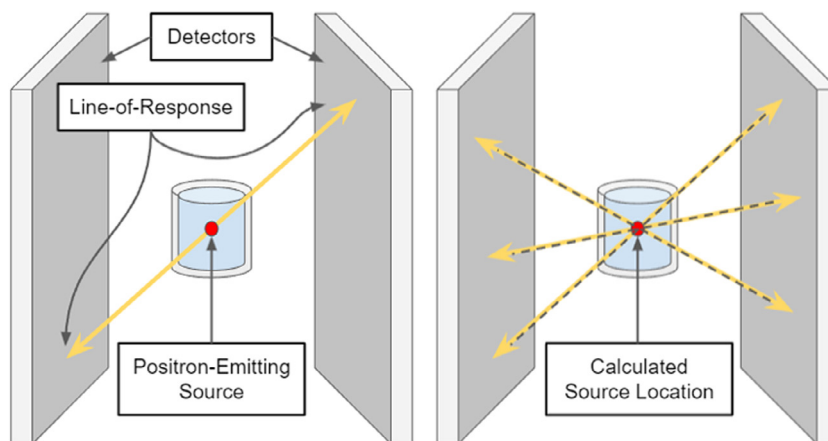 Detectors
Line-of-Response
Positron-Emitting
Source
Calculated
Source Location